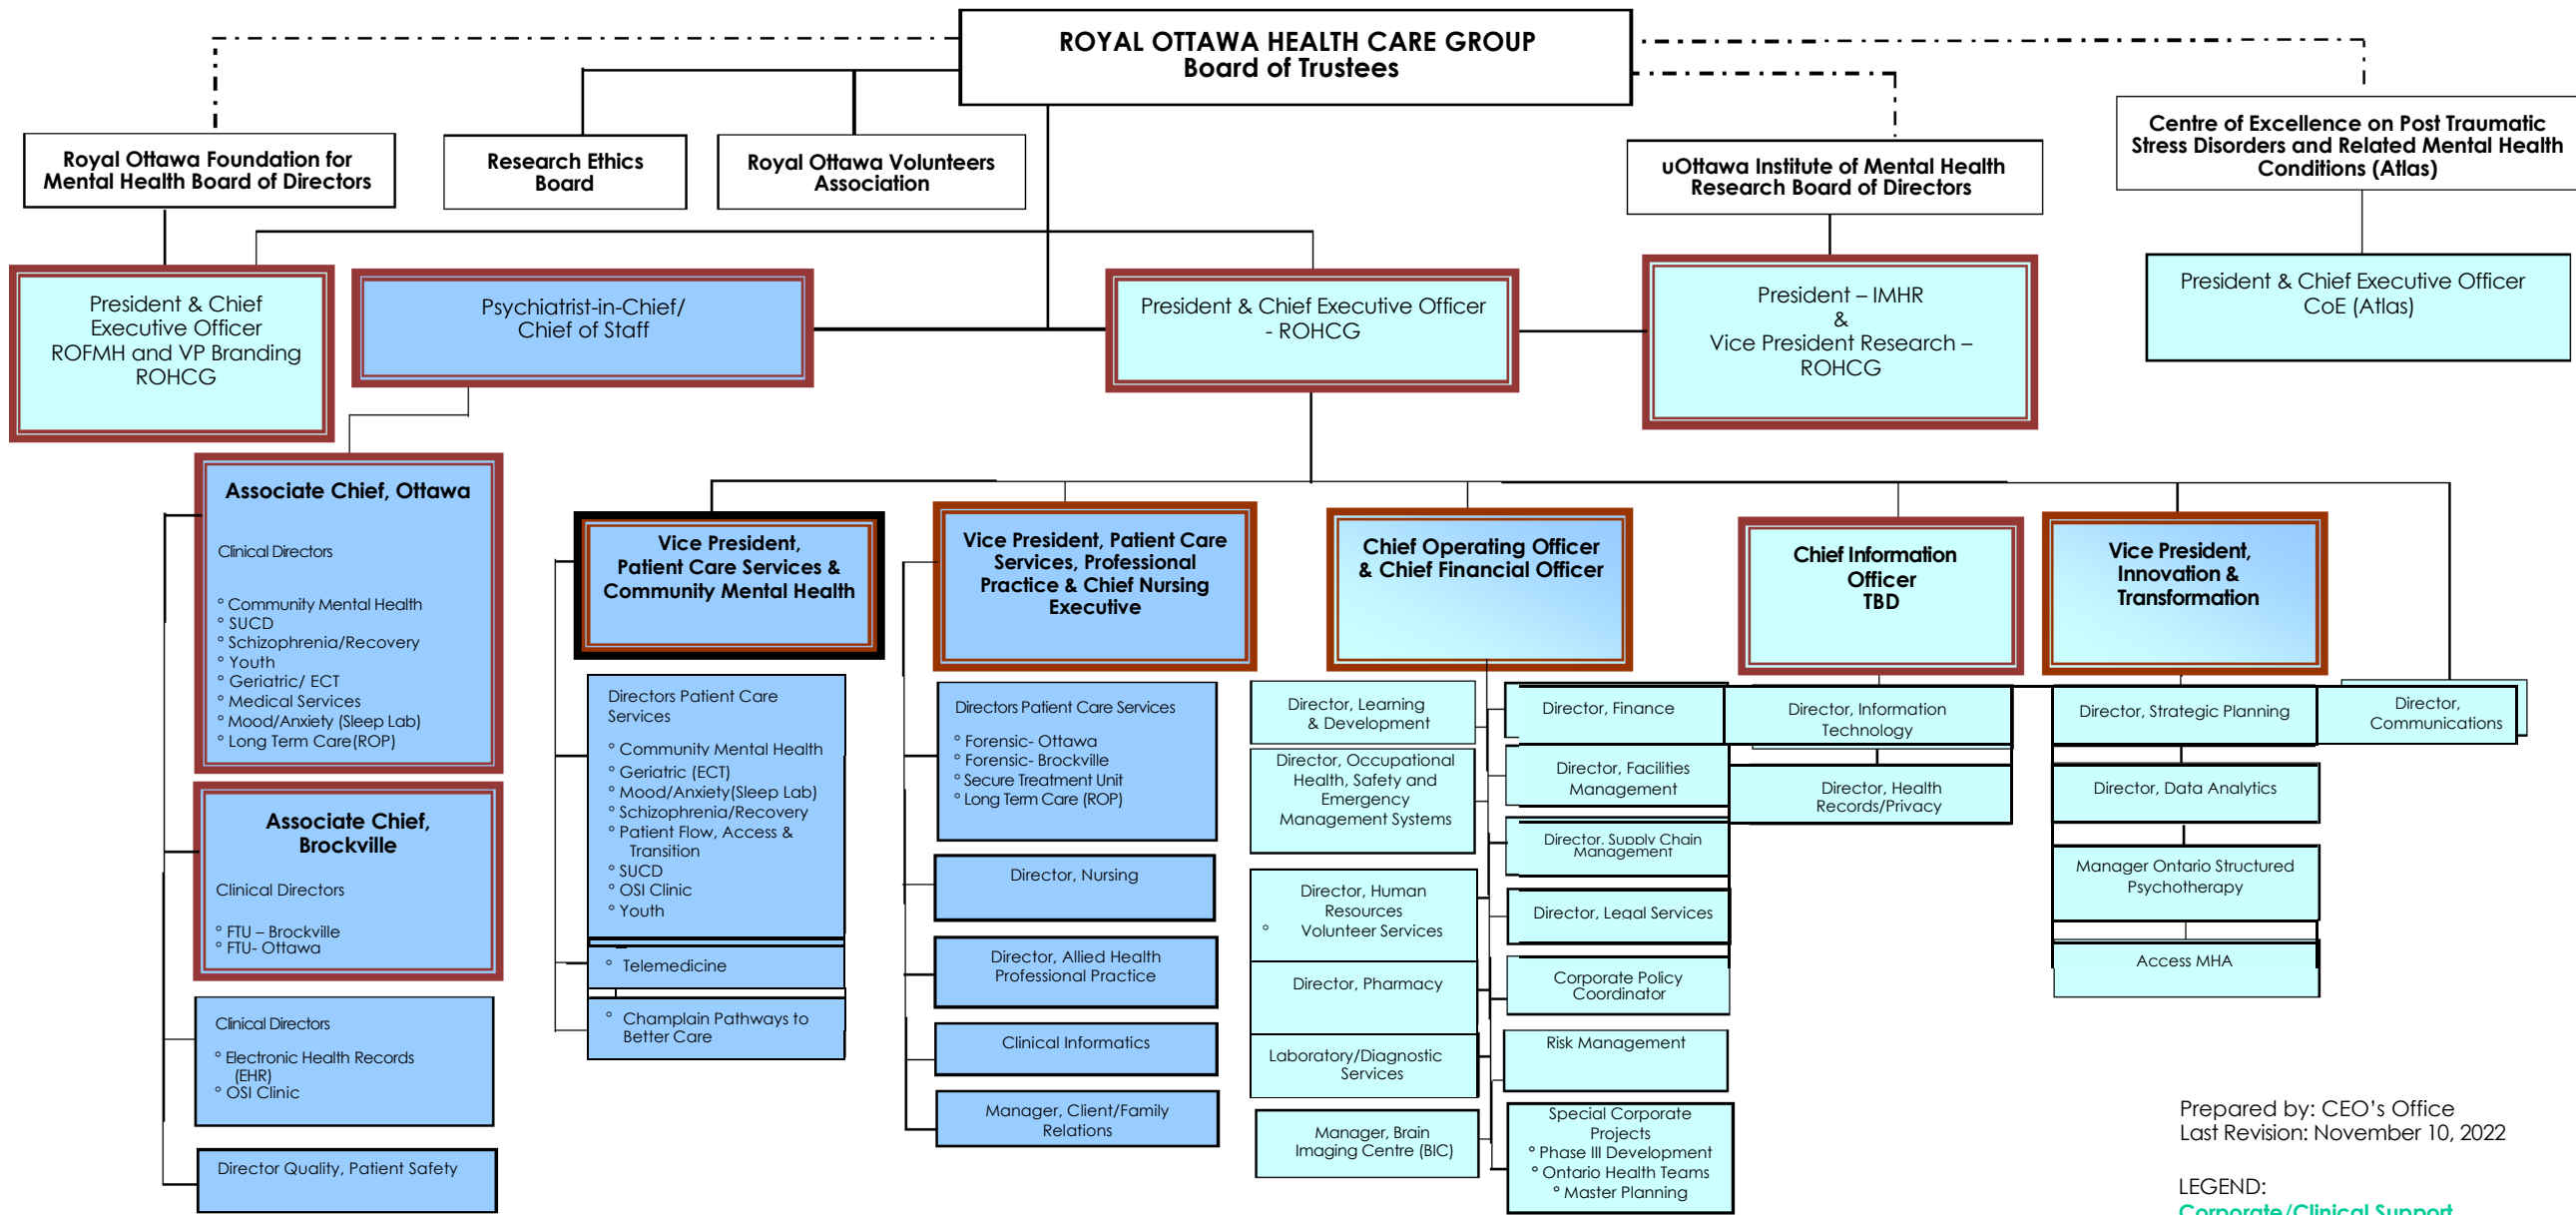 ROYAL OTTAWA HEALTH CARE GROUP
Board of Trustees
Royal Ottawa Foundation for
Mental Health Board of Directors
Research Ethics
Board
Royal Ottawa Volunteers
Association
uOttawa Institute of Mental Health
Research Board of Directors
Centre of Excellence on Post Traumatic
Stress Disorders and Related Mental Health
Conditions (Atlas)
President & Chief
Executive Officer
ROFMH and VP Branding
ROHCG
Psychiatrist-in-Chief/
Chief of Staff
President & Chief Executive Officer
- ROHCG
President – IMHR
&
Vice President Research –
ROHCG
President & Chief Executive Officer
CoE (Atlas)
Associate Chief, Ottawa
Clinical Directors
° Community Mental Health
° SUCD
° Schizophrenia/Recovery
° Youth
° Geriatric/ ECT
° Medical Services
° Mood/Anxiety (Sleep Lab)
° Long Term Care(ROP)
Associate Chief,
Brockville
Clinical Directors
° FTU – Brockville
° FTU- Ottawa
Clinical Directors
° Electronic Health Records
(EHR)
° OSI Clinic
Director Quality, Patient Safety
Vice President,
Patient Care Services &
Community Mental Health
Directors Patient Care
Services
° Community Mental Health
° Geriatric (ECT)
° Mood/Anxiety(Sleep Lab)
° Schizophrenia/Recovery
° Patient Flow, Access &
Transition
° SUCD
° OSI Clinic
° Youth
° Telemedicine
° Champlain Pathways to
Better Care
Vice President, Patient Care
Services, Professional
Practice & Chief Nursing
Executive
Directors Patient Care Services
° Forensic- Ottawa
° Forensic- Brockville
° Secure Treatment Unit
° Long Term Care (ROP)
Director, Nursing
Director, Allied Health
Professional Practice
Clinical Informatics
Manager, Client/Family
Relations
Chief Operating Officer
& Chief Financial Officer
Director, Learning
& Development
Director, Occupational
Health, Safety and
Emergency
Management Systems
Director, Human
Resources
° Volunteer Services
Director, Pharmacy
Laboratory/Diagnostic
Services
Manager, Brain
Imaging Centre (BIC)
Director, Finance
Director, Facilities
Management
Director, Supply Chain
Management
Director, Legal Services
Corporate Policy
Coordinator
Risk Management
Special Corporate
Projects
° Phase III Development
° Ontario Health Teams
° Master Planning
Chief Information
Officer
TBD
Director, Information
Technology
Director, Health
Records/Privacy
Vice President,
Innovation &
Transformation
Director, Strategic Planning
Director, Data Analytics
Manager Ontario Structured
Psychotherapy
Access MHA
Director,
Communications
Prepared by: CEO’s Office
Last Revision: November 10, 2022
LEGEND:
Corporate/Clinical Support